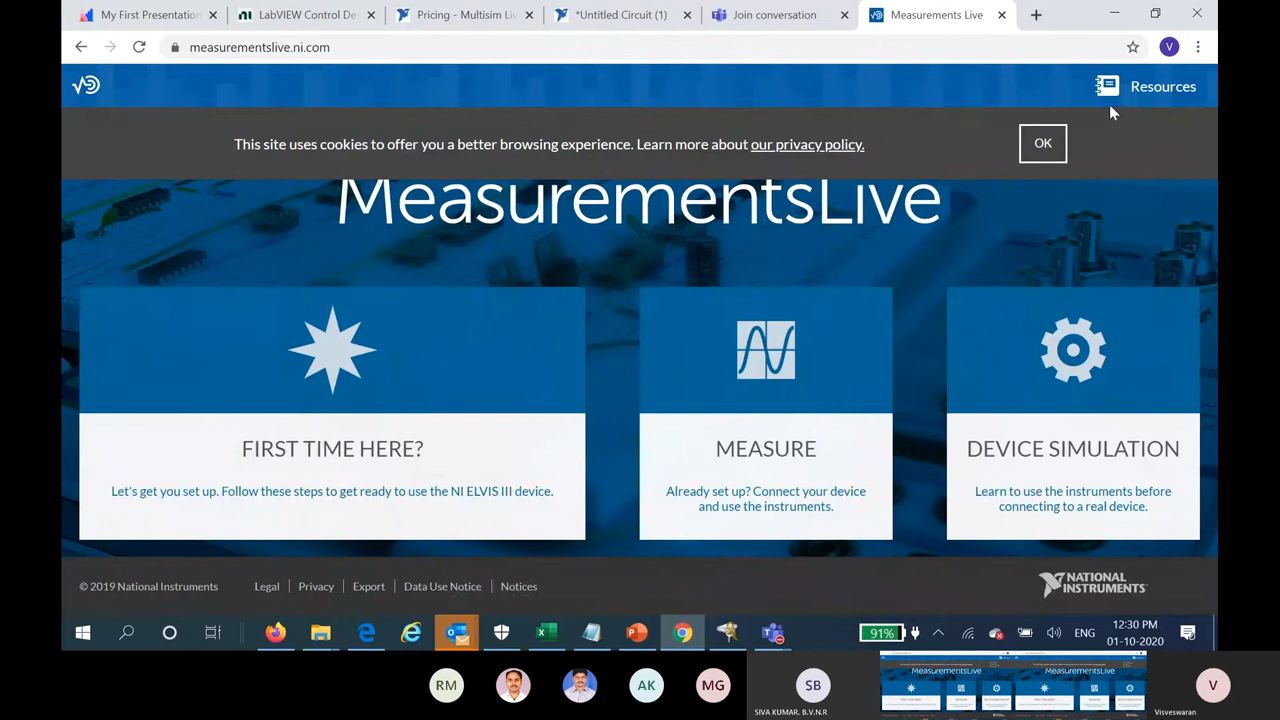 My First Presentation
LabVIEW Control De
Pricing - Multisim Liv
*Untitled Circuit (1)
Join conversation
Measurements Live
measurementslive.ni.com
V
Resources
This site uses cookies to offer you a better browsing experience. Learn more about our privacy policy.
OK
MeasurementsLive
FIRST TIME HERE?
Let's get you set up. Follow these steps to get ready to use the NI ELVIS III device.
MEASURE
Already set up? Connect your device
and use the instruments.
DEVICE SIMULATION
Learn to use the instruments before
connecting to a real device.
© 2019 National Instruments
Legal
Privacy
Export
Data Use Notice
Notices
NATIONAL
INSTRUMENTS
91%
ENG
12:30 PM
01-10-2020
RM
AK
MG
SB
SIVA KUMAR. B.V.N.R
MeasurementsLive
MeasurementsLive
V
Visveswaran